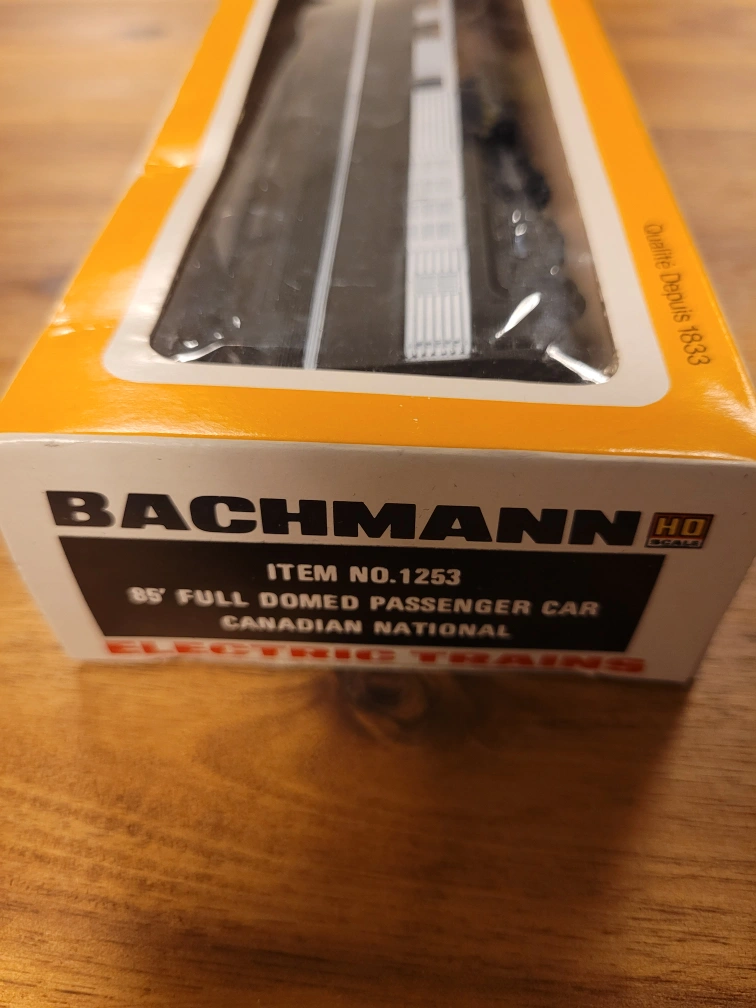 Qualité Depuis 1833
BACHMANN
HO
SCALE
ITEM NO.1253
85' FULL DOMED PASSENGER CAR
CANADIAN NATIONAL
ELECTRIC TRAINS